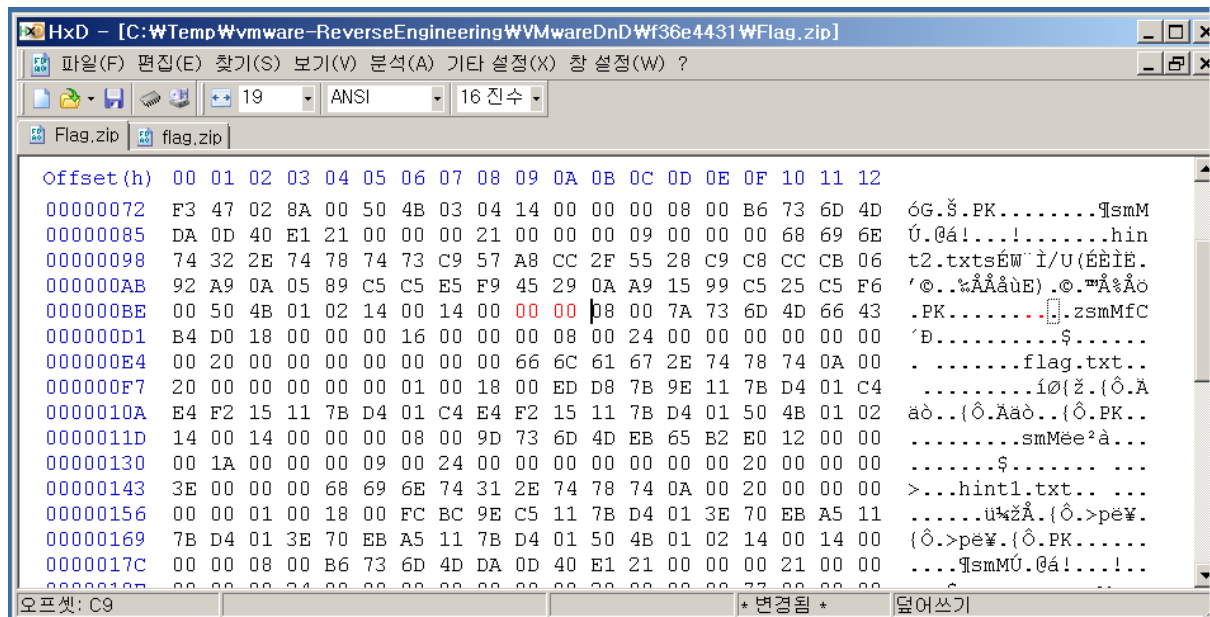 HxD - [C:₩Temp₩vmware-ReverseEngineering₩VMwareDnD₩f36e4431₩Flag.zip]
파일(F) 편집(E) 찾기(S) 보기(V) 분석(A) 기타 설정(X) 창 설정(W) ?
19 ANSI 16 진수
Flag.zip flag.zip
Offset(h) 00 01 02 03 04 05 06 07 08 09 0A 0B 0C 0D 0E 0F 10 11 12
00000072 F3 47 02 8A 00 50 4B 03 04 14 00 00 00 08 00 B6 73 6D 4D óG.Š.PK........¶smM
00000085 DA 0D 40 E1 21 00 00 00 21 00 00 00 09 00 00 00 68 69 6E Ú.@á!...!.......hin
00000098 74 32 2E 74 78 74 73 C9 57 A8 CC 2F 55 28 C9 C8 CC CB 06 t2.txtsÉW¨Ì/U(ÉÈÌË.
000000AB 92 A9 0A 05 89 C5 C5 E5 F9 45 29 0A A9 15 99 C5 25 C5 F6 ’©..‰ÅÅåùE).©.™Å%Åö
000000BE 00 50 4B 01 02 14 00 14 00 00 00 08 00 7A 73 6D 4D 66 43 .PK..........zsmMfC
000000D1 B4 D0 18 00 00 00 16 00 00 00 08 00 24 00 00 00 00 00 00 ´Ð..........$......
000000E4 00 20 00 00 00 00 00 00 00 66 6C 61 67 2E 74 78 74 0A 00 . .......flag.txt..
000000F7 20 00 00 00 00 00 01 00 18 00 ED D8 7B 9E 11 7B D4 01 C4 .........íØ{ž.{Ô.Ä
0000010A E4 F2 15 11 7B D4 01 C4 E4 F2 15 11 7B D4 01 50 4B 01 02 äò..{Ô.Ääò..{Ô.PK..
0000011D 14 00 14 00 00 00 08 00 9D 73 6D 4D EB 65 B2 E0 12 00 00 .........smMëe²à...
00000130 00 1A 00 00 00 09 00 24 00 00 00 00 00 00 00 20 00 00 00 .......$....... ...
00000143 3E 00 00 00 68 69 6E 74 31 2E 74 78 74 0A 00 20 00 00 00 >...hint1.txt.. ...
00000156 00 00 01 00 18 00 FC BC 9E C5 11 7B D4 01 3E 70 EB A5 11 ......ü¼žÅ.{Ô.>pë¥.
00000169 7B D4 01 3E 70 EB A5 11 7B D4 01 50 4B 01 02 14 00 14 00 {Ô.>pë¥.{Ô.PK......
0000017C 00 00 08 00 B6 73 6D 4D DA 0D 40 E1 21 00 00 00 21 00 00 ....¶smMÚ.@á!...!..
오프셋: C9 * 변경됨 * 덮어쓰기